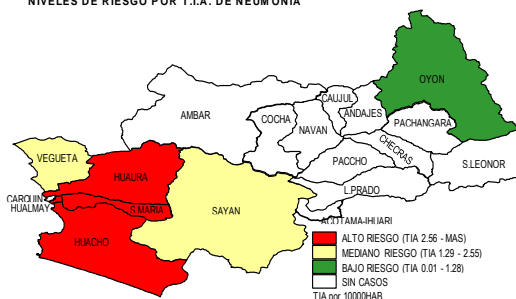 NIVELES DE RIESGO POR T.I.A. DE NEUMONIA
OYON
CAUJUL
ANDAJES
AMBAR
COCHA
NAVAN
PACHANGARA
CHECRAS
VEGUETA
PACCHO
S.LEONOR
HUAURA
L.PRADO
CARQUIN
HUALMAY
S.MARIA
SAYAN
ACOTAMA-IHUARI
HUACHO
ALTO RIESGO (TIA 2.56 - MAS)
MEDIANO RIESGO (TIA 1.29 - 2.55)
BAJO RIESGO (TIA 0.01 - 1.28)
SIN CASOS
TIA por 10000HAB